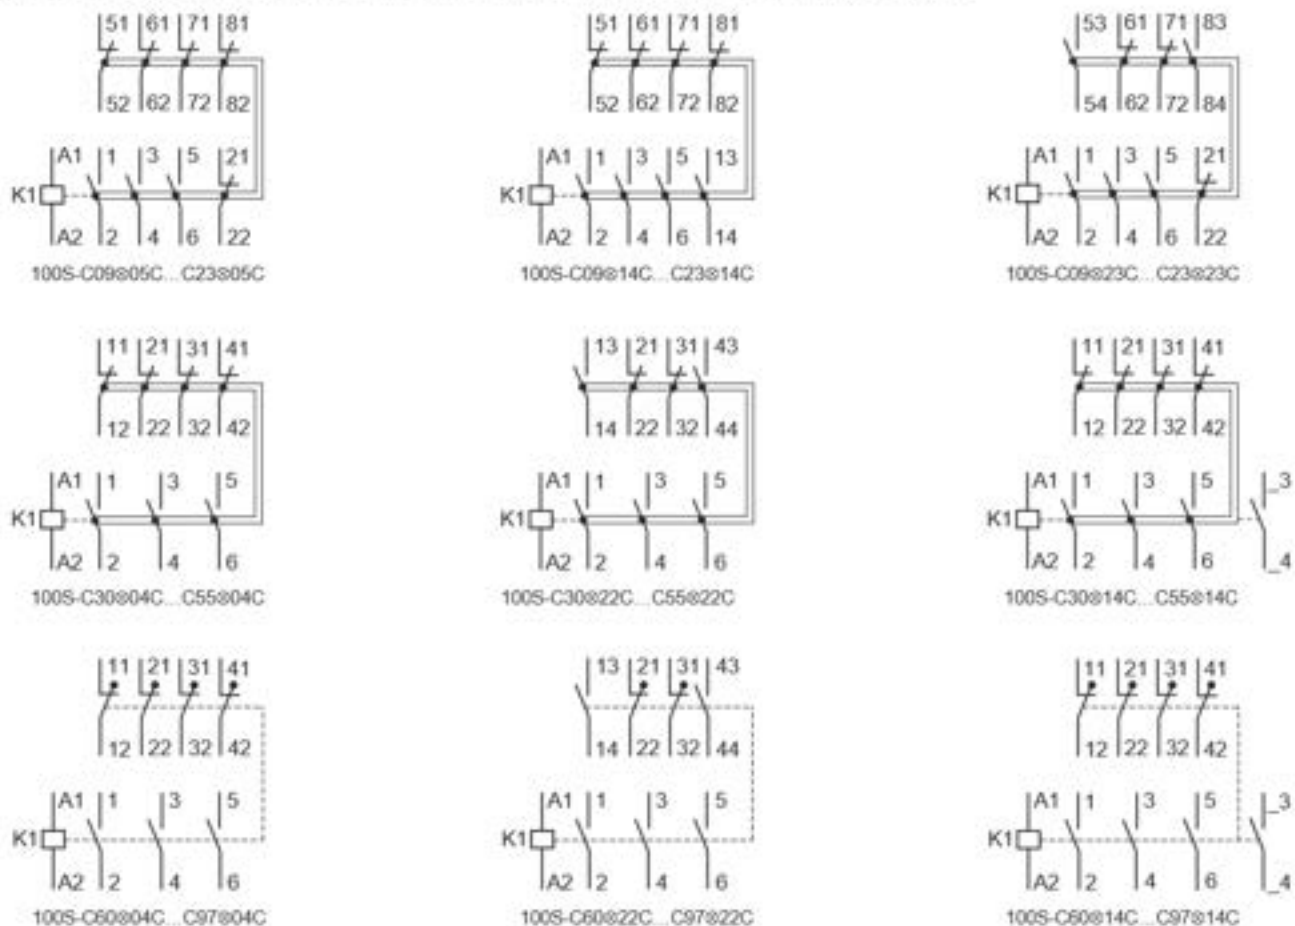 51 61 71 81
52 62 72 82
A1 1 3 5 21
K1
A2 2 4 6 22
100S-C09⊗05C...C23⊗05C
51 61 71 81
52 62 72 82
A1 1 3 5 13
K1
A2 2 4 6 14
100S-C09⊗14C...C23⊗14C
53 61 71 83
54 62 72 84
A1 1 3 5 21
K1
A2 2 4 6 22
100S-C09⊗23C...C23⊗23C
11 21 31 41
12 22 32 42
A1 1 3 5
K1
A2 2 4 6
100S-C30⊗04C...C55⊗04C
13 21 31 43
14 22 32 44
A1 1 3 5
K1
A2 2 4 6
100S-C30⊗22C...C55⊗22C
11 21 31 41
12 22 32 42
A1 1 3 5 _3
K1
A2 2 4 6 _4
100S-C30⊗14C...C55⊗14C
11 21 31 41
12 22 32 42
A1 1 3 5
K1
A2 2 4 6
100S-C60⊗04C...C97⊗04C
13 21 31 43
14 22 32 44
A1 1 3 5
K1
A2 2 4 6
100S-C60⊗22C...C97⊗22C
11 21 31 41
12 22 32 42
A1 1 3 5 _3
K1
A2 2 4 6 _4
100S-C60⊗14C...C97⊗14C